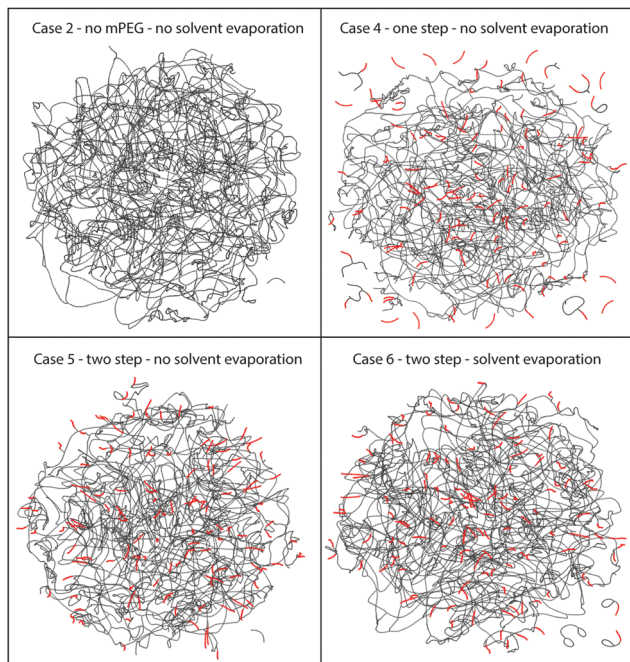 Case 2 - no mPEG - no solvent evaporation
Case 4 - one step - no solvent evaporation
Case 5 - two step - no solvent evaporation
Case 6 - two step - solvent evaporation